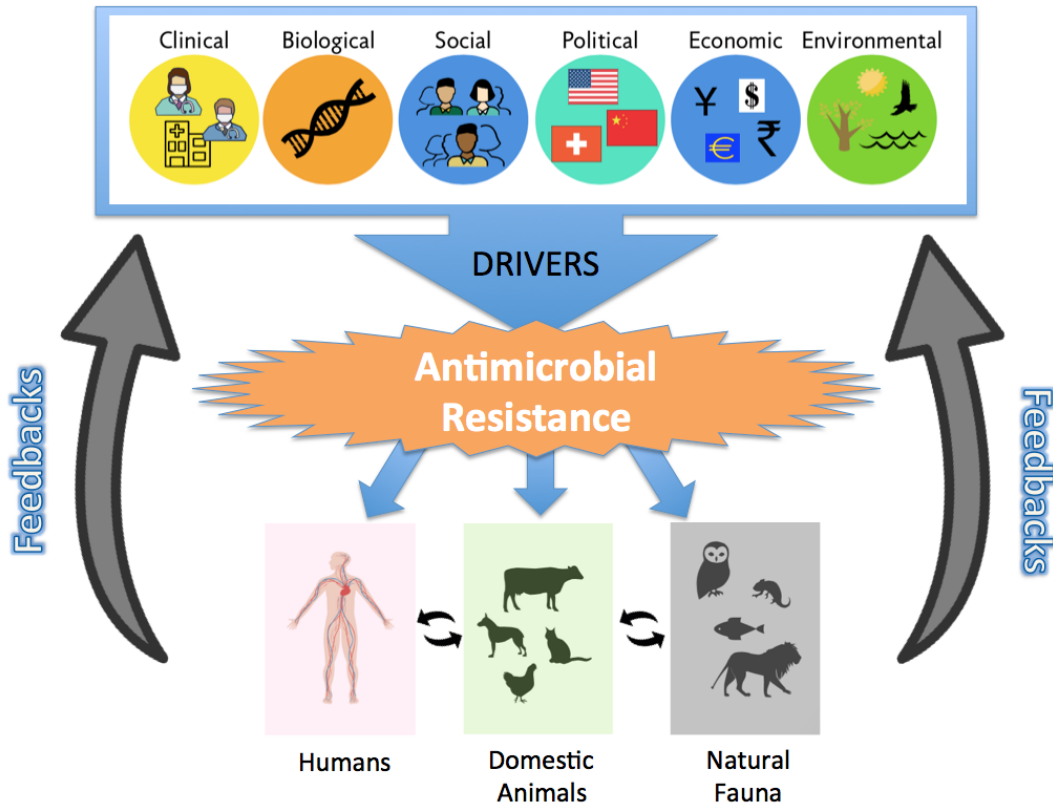 Clinical
Biological
Social
Political
Economic
Environmental
¥
$
€
₹
DRIVERS
Antimicrobial
Resistance
Feedbacks
Feedbacks
Humans
Domestic
Animals
Natural
Fauna